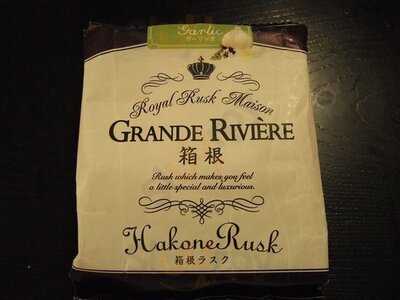 Garlic
ガーリック
Royal Rusk Maison
GRANDE RIVIÈRE
箱根
Rusk which makes you feel
a little special and luxurious.
HakoneRusk
箱根ラスク